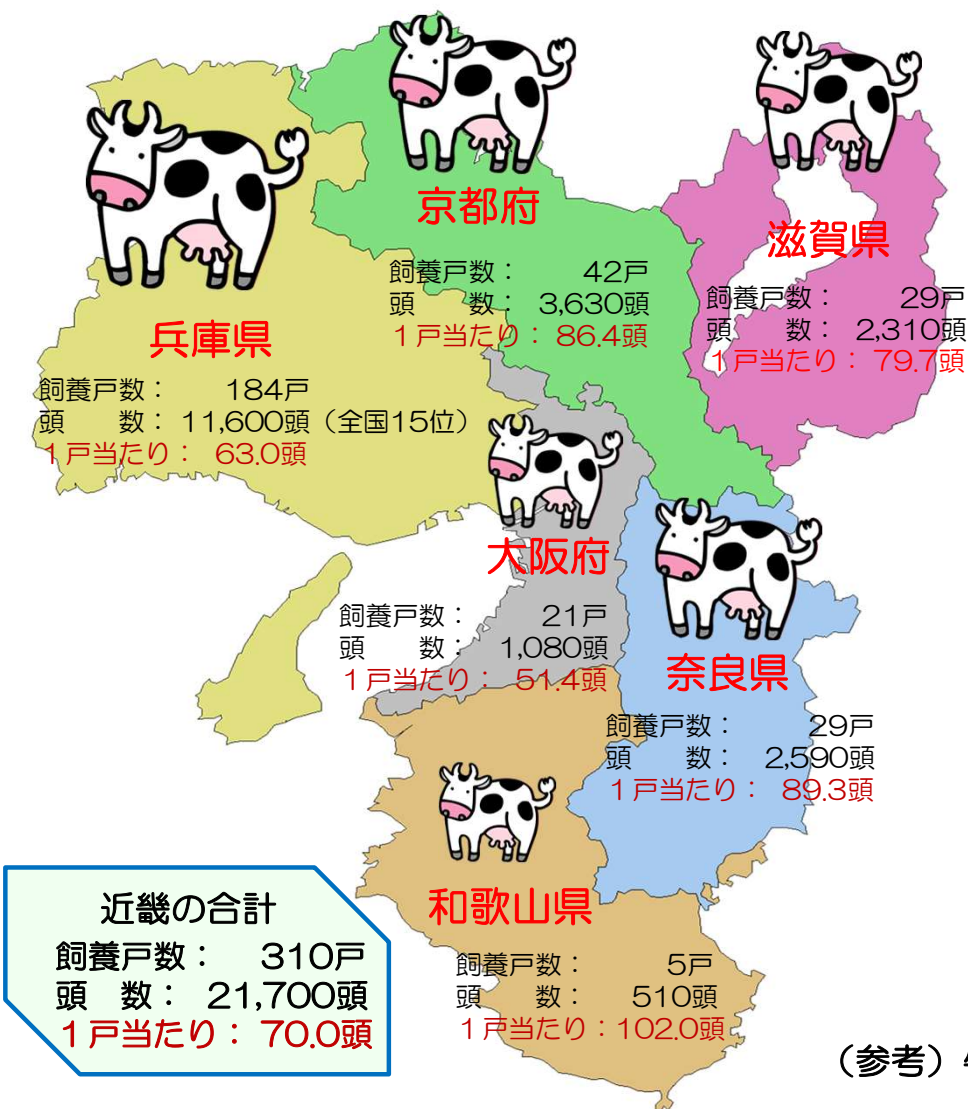 京都府
飼養戸数： 42戸
頭 数： 3,630頭
1戸当たり： 86.4頭
滋賀県
飼養戸数： 29戸
頭 数： 2,310頭
1戸当たり： 79.7頭
兵庫県
飼養戸数： 184戸
頭 数： 11,600頭（全国15位）
1戸当たり： 63.0頭
大阪府
飼養戸数： 21戸
頭 数： 1,080頭
1戸当たり： 51.4頭
奈良県
飼養戸数： 29戸
頭 数： 2,590頭
1戸当たり： 89.3頭
和歌山県
飼養戸数： 5戸
頭 数： 510頭
1戸当たり：102.0頭
近畿の合計
飼養戸数： 310戸
頭 数： 21,700頭
1戸当たり： 70.0頭
（参考）